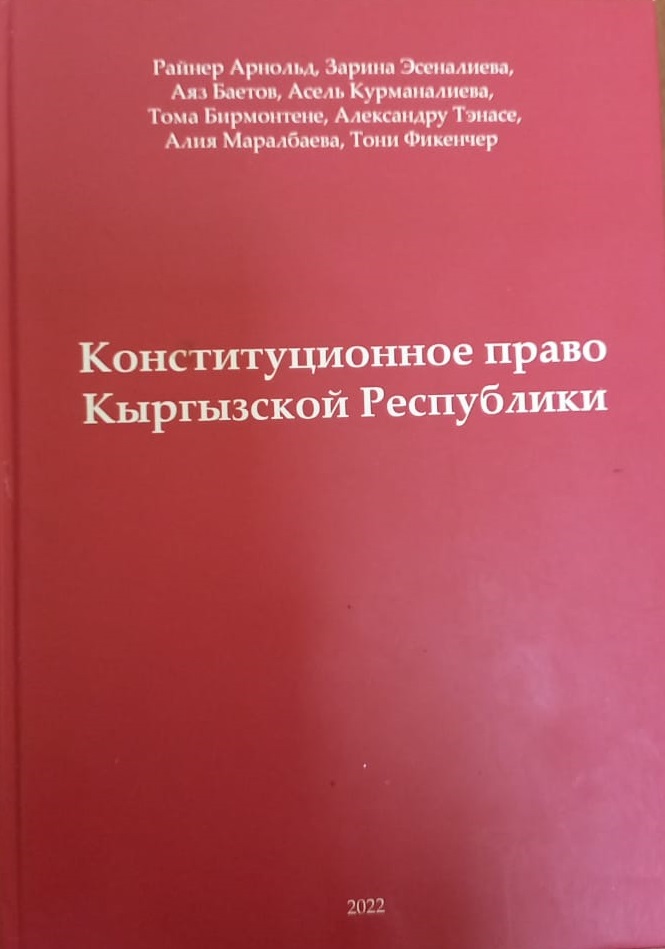 Райнер Арнольд, Зарина Эсеналиева,
Аяз Баетов, Асель Курманалиева,
Тома Бирмонтене, Александру Тэнасе,
Алия Маралбаева, Тони Фикенчер
Конституционное право
Кыргызской Республики
2022